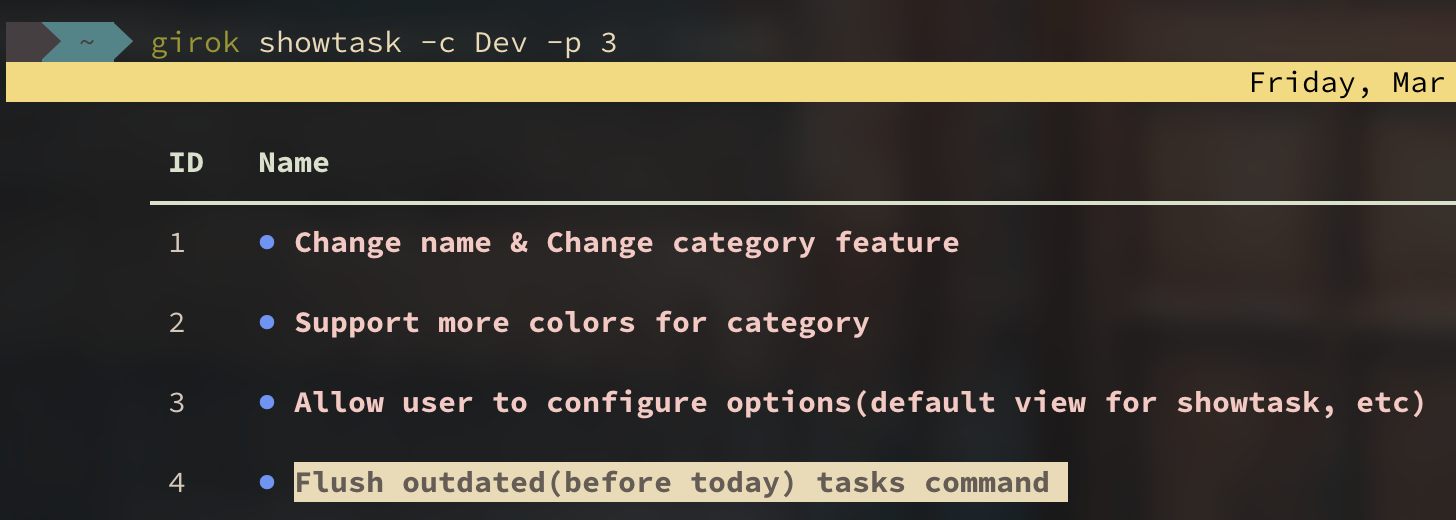 ~ girok showtask -c Dev -p 3
Friday, Mar
ID Name
1 ● Change name & Change category feature
2 ● Support more colors for category
3 ● Allow user to configure options(default view for showtask, etc)
4 ● Flush outdated(before today) tasks command